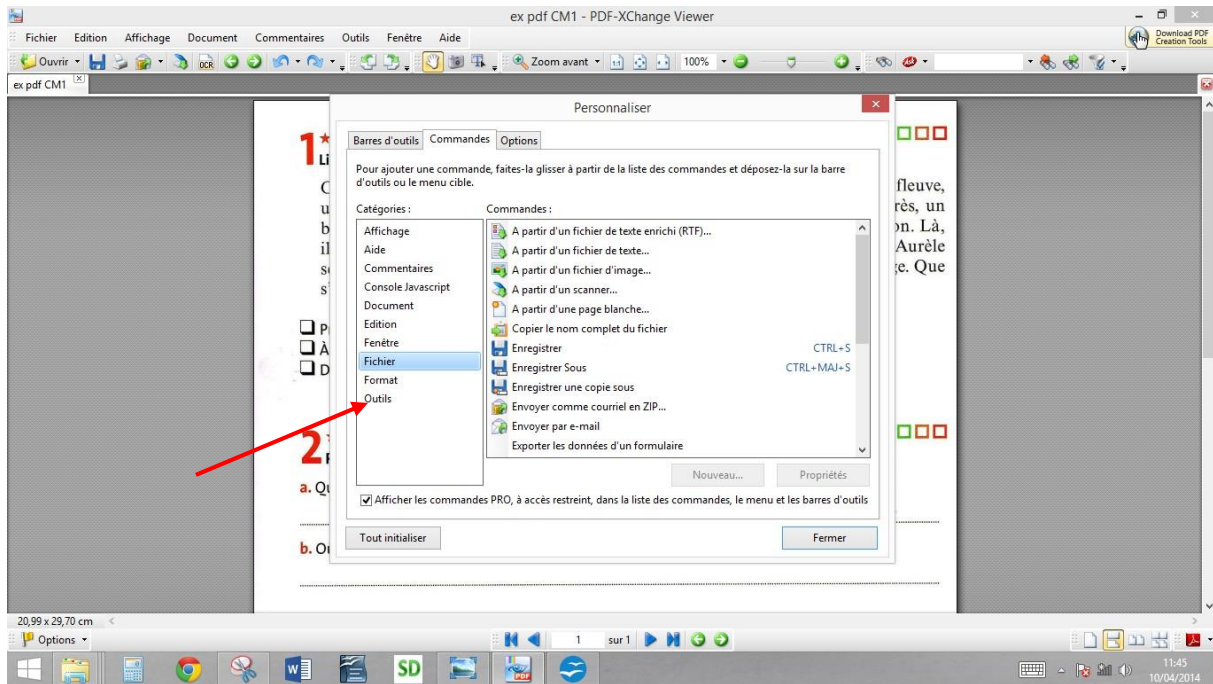 ex pdf CM1 - PDF-XChange Viewer
Fichier Edition Affichage Document Commentaires Outils Fenêtre Aide
Download PDF
Creation Tools
Ouvrir OCR Zoom avant 100%
ex pdf CM1
Personnaliser
Barres d'outils Commandes Options
Pour ajouter une commande, faites-la glisser à partir de la liste des commandes et déposez-la sur la barre
d'outils ou le menu cible.
Catégories : Commandes :
Affichage
Aide
Commentaires
Console Javascript
Document
Edition
Fenêtre
Fichier
Format
Outils
A partir d'un fichier de texte enrichi (RTF)...
A partir d'un fichier de texte...
A partir d'un fichier d'image...
A partir d'un scanner...
A partir d'une page blanche...
Copier le nom complet du fichier
Enregistrer CTRL+S
Enregistrer Sous CTRL+MAJ+S
Enregistrer une copie sous
Envoyer comme courriel en ZIP...
Envoyer par e-mail
Exporter les données d'un formulaire
Nouveau... Propriétés
Afficher les commandes PRO, à accès restreint, dans la liste des commandes, le menu et les barres d'outils
Tout initialiser Fermer
1
fleuve,
un
Là,
Aurèle
Que
2
a.
b.
20,99 x 29,70 cm
Options 1 sur 1
SD
11:45
10/04/2014